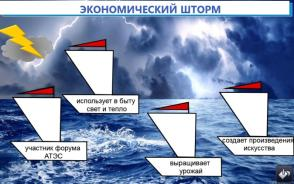 ЭКОНОМИЧЕСКИЙ ШТОРМ
использует в быту
свет и тепло
участник форума
АТЭС
выращивает
урожай
создает произведения
искусства